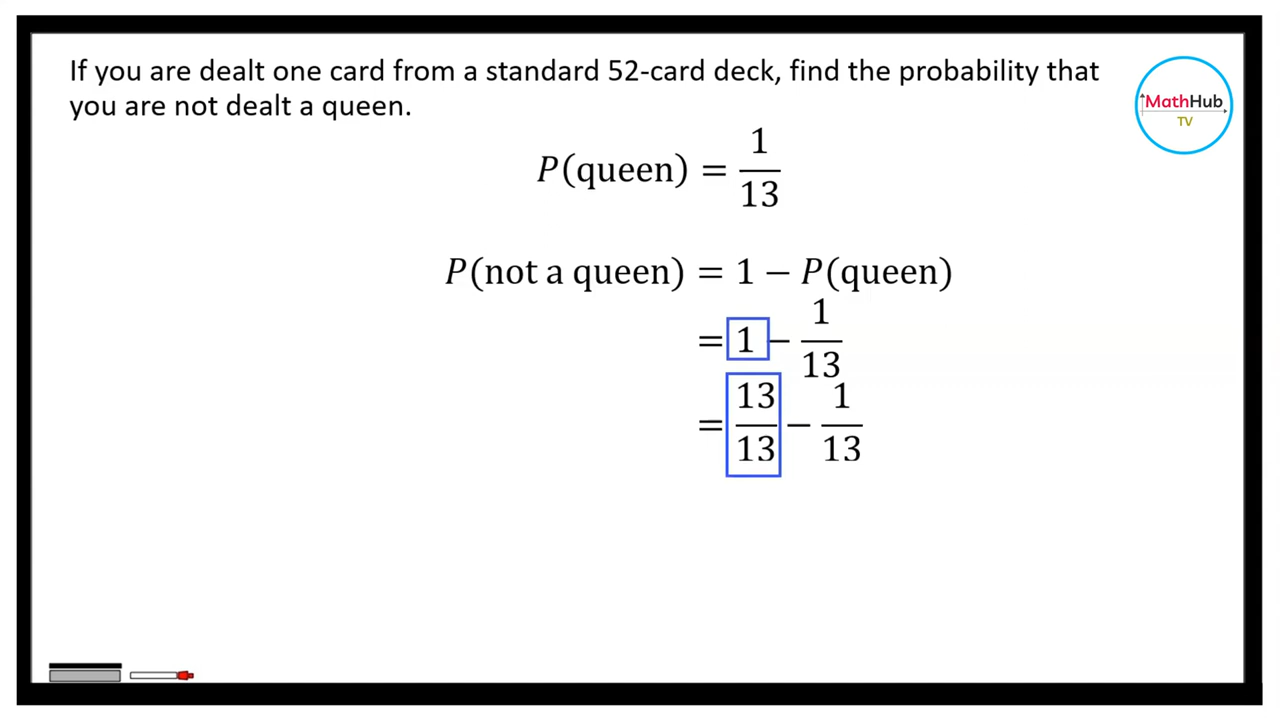 If you are dealt one card from a standard 52-card deck, find the probability that
you are not dealt a queen.
MathHub
TV
P(queen) = 1/13
P(not a queen) = 1 − P(queen)
= 1 − 1/13
= 13/13 − 1/13